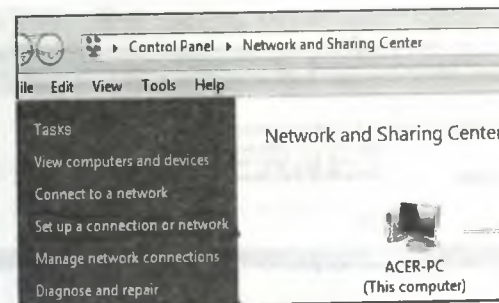 Control Panel ▸ Network and Sharing Center
ile Edit View Tools Help
Tasks
View computers and devices
Connect to a network
Set up a connection or network
Manage network connections
Diagnose and repair
Network and Sharing Center
ACER-PC
(This computer)